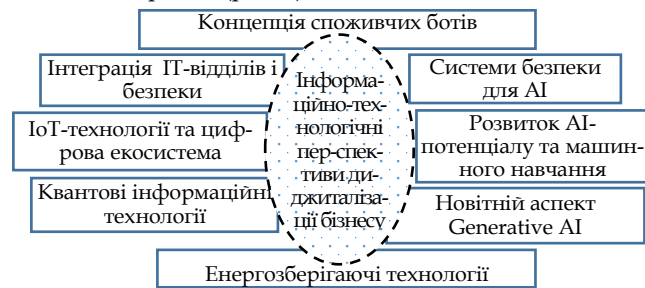 Концепція споживчих ботів
Інтеграція ІТ-відділів і
безпеки
ІоТ-технології та циф-
рова екосистема
Квантові інформаційні
технології
Інформа-
ційно-тех-
нологічні
пер-спек-
тиви ди-
джиталіза-
ції бізнесу
Системи безпеки
для AI
Розвиток AI-
потенціалу та машин-
ного навчання
Новітній аспект
Generative AI
Енергозберігаючі технології